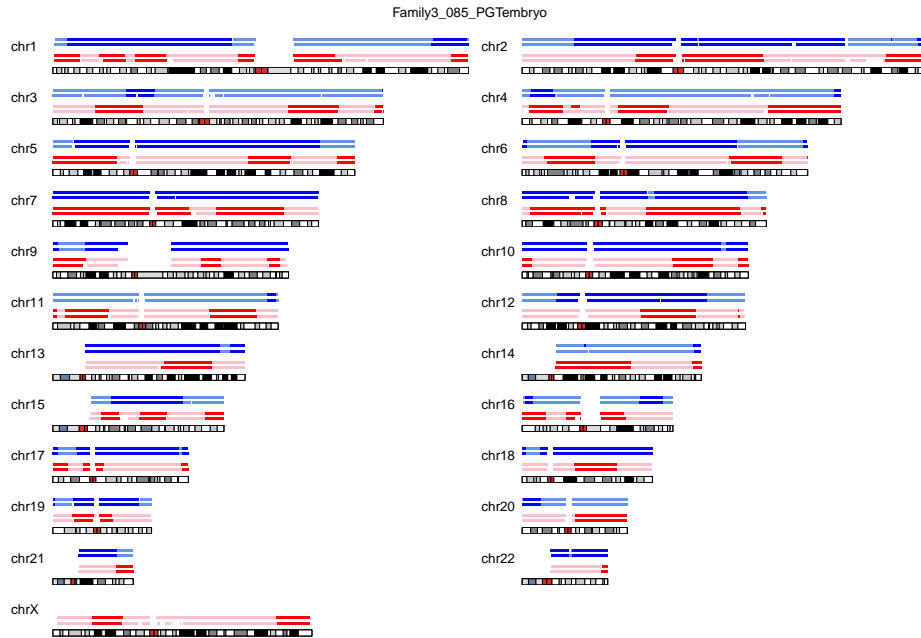 Family3_085_PGTembryo
chr1 chr2
chr3 chr4
chr5 chr6
chr7 chr8
chr9 chr10
chr11 chr12
chr13 chr14
chr15 chr16
chr17 chr18
chr19 chr20
chr21 chr22
chrX